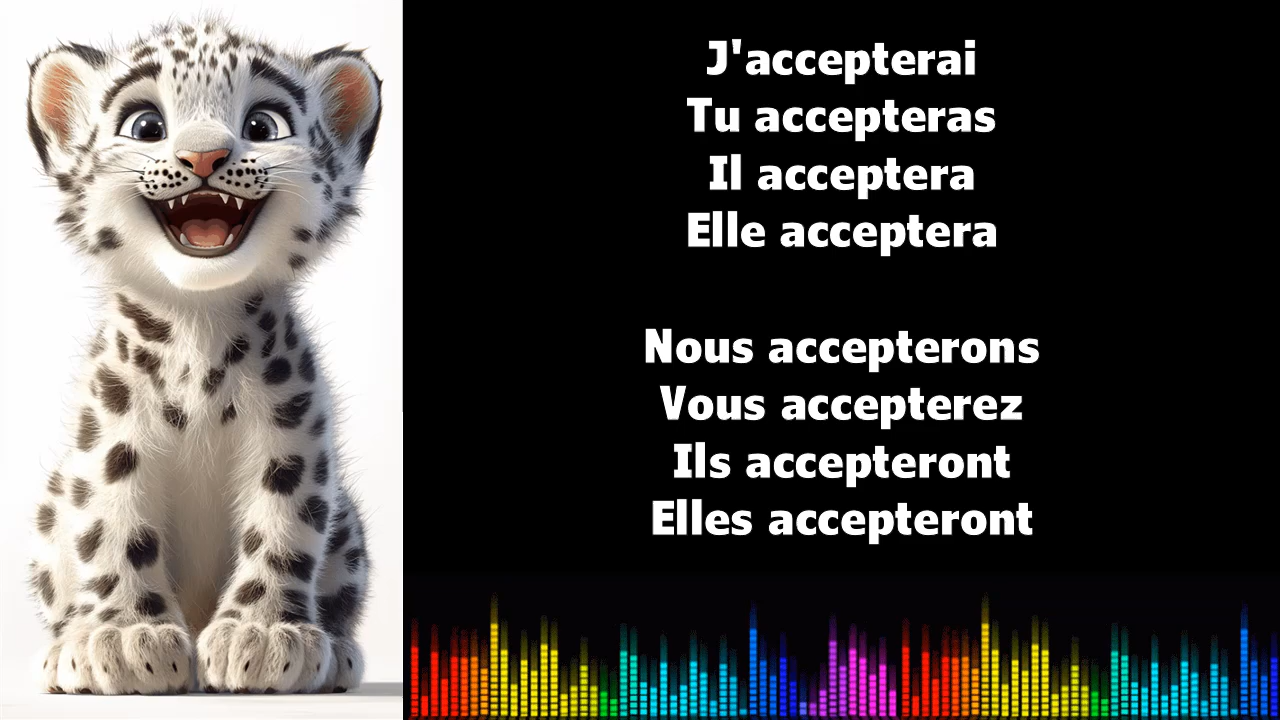 J'accepterai
Tu accepteras
Il acceptera
Elle acceptera
Nous accepterons
Vous accepterez
Ils accepteront
Elles accepteront